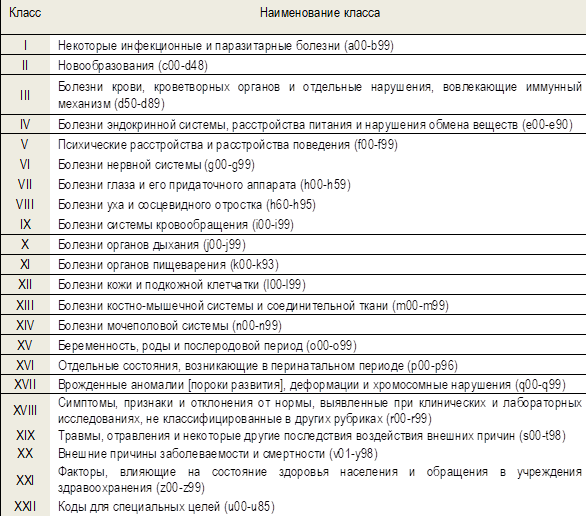 Класс Наименование класса
I Некоторые инфекционные и паразитарные болезни (a00-b99)
II Новообразования (c00-d48)
III Болезни крови, кроветворных органов и отдельные нарушения, вовлекающие иммунный
механизм (d50-d89)
IV Болезни эндокринной системы, расстройства питания и нарушения обмена веществ (e00-e90)
V Психические расстройства и расстройства поведения (f00-f99)
VI Болезни нервной системы (g00-g99)
VII Болезни глаза и его придаточного аппарата (h00-h59)
VIII Болезни уха и сосцевидного отростка (h60-h95)
IX Болезни системы кровообращения (i00-i99)
X Болезни органов дыхания (j00-j99)
XI Болезни органов пищеварения (k00-k93)
XII Болезни кожи и подкожной клетчатки (l00-l99)
XIII Болезни костно-мышечной системы и соединительной ткани (m00-m99)
XIV Болезни мочеполовой системы (n00-n99)
XV Беременность, роды и послеродовой период (o00-o99)
XVI Отдельные состояния, возникающие в перинатальном периоде (p00-p96)
XVII Врожденные аномалии [пороки развития], деформации и хромосомные нарушения (q00-q99)
XVIII Симптомы, признаки и отклонения от нормы, выявленные при клинических и лабораторных
исследованиях, не классифицированные в других рубриках (r00-r99)
XIX Травмы, отравления и некоторые другие последствия воздействия внешних причин (s00-t98)
XX Внешние причины заболеваемости и смертности (v01-y98)
XXI Факторы, влияющие на состояние здоровья населения и обращения в учреждения
здравоохранения (z00-z99)
XXII Коды для специальных целей (u00-u85)